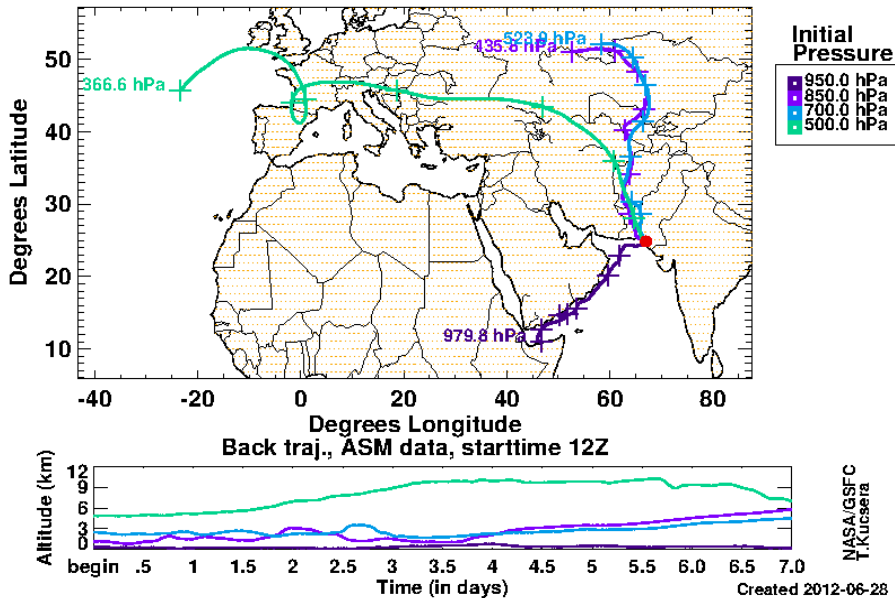 50
40
30
20
10
Degrees Latitude
366.6 hPa
523.9 hPa
435.8 hPa
979.8 hPa
-40
-20
0
20
40
60
80
Degrees Longitude
Initial
Pressure
950.0 hPa
850.0 hPa
700.0 hPa
500.0 hPa
Back traj., ASM data, starttime 12Z
Altitude (km)
12
9
6
3
0
begin .5 1 1.5 2.0 2.5 3 3.5 4 4.5 5 5.5 6.0 6.5 7.0
Time (in days)
NASA/GSFC
T.Kucsera
Created 2012-06-28